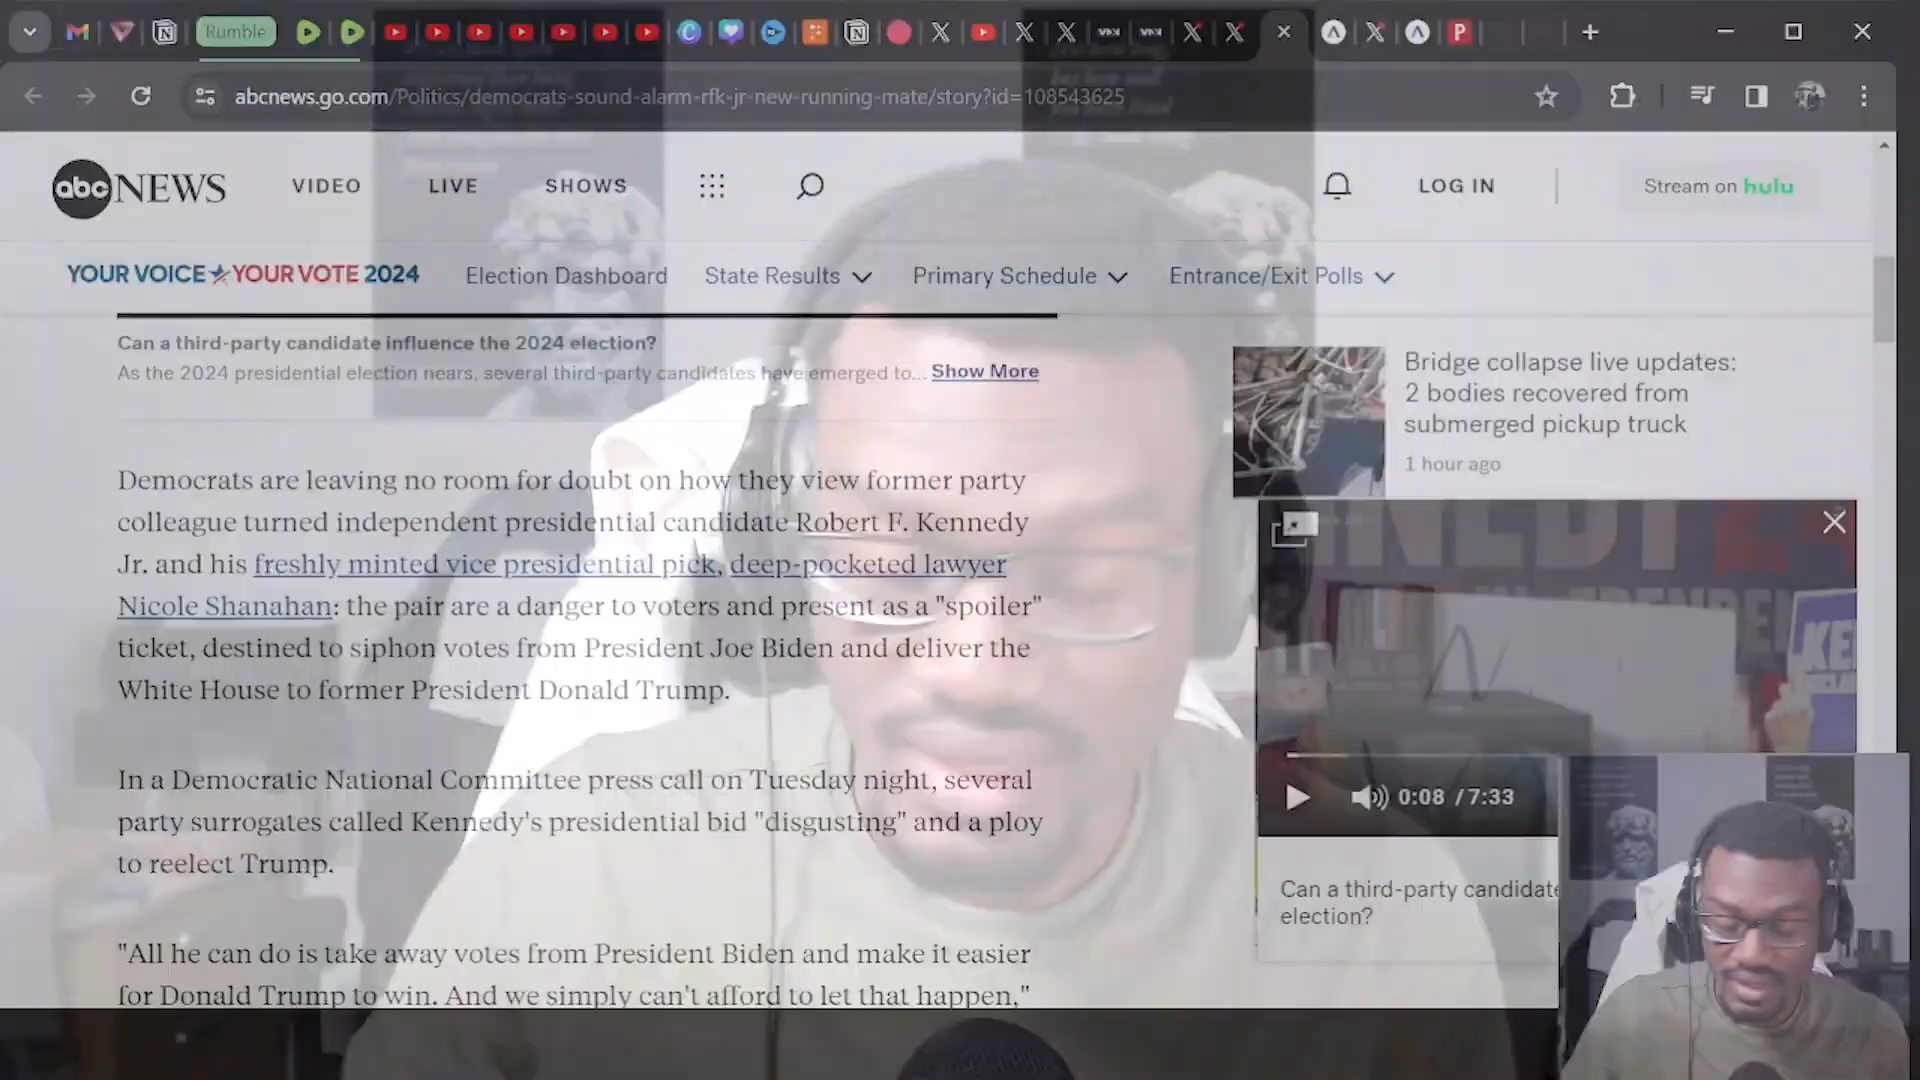 Rumble
abcnews.go.com/Politics/democrats-sound-alarm-rfk-jr-new-running-mate/story?id=108543625
abc NEWS
VIDEO
LIVE
SHOWS
LOG IN
Stream on hulu
YOUR VOICE YOUR VOTE 2024
Election Dashboard
State Results
Primary Schedule
Entrance/Exit Polls
Can a third-party candidate influence the 2024 election?
As the 2024 presidential election nears, several third-party candidates have emerged to... Show More
Democrats are leaving no room for doubt on how they view former party
colleague turned independent presidential candidate Robert F. Kennedy
Jr. and his freshly minted vice presidential pick, deep-pocketed lawyer
Nicole Shanahan: the pair are a danger to voters and present as a "spoiler"
ticket, destined to siphon votes from President Joe Biden and deliver the
White House to former President Donald Trump.
In a Democratic National Committee press call on Tuesday night, several
party surrogates called Kennedy's presidential bid "disgusting" and a ploy
to reelect Trump.
"All he can do is take away votes from President Biden and make it easier
for Donald Trump to win. And we simply can't afford to let that happen,"
Bridge collapse live updates:
2 bodies recovered from
submerged pickup truck
1 hour ago
0:08 / 7:33
Can a third-party candidate
election?